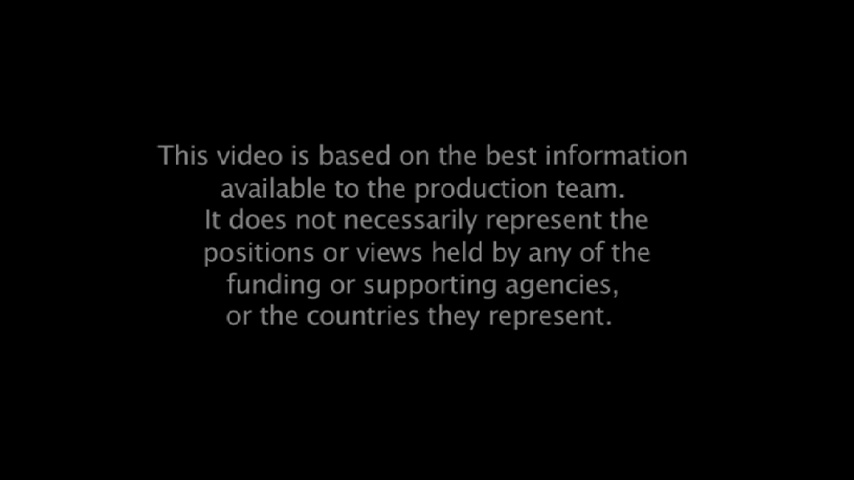 This video is based on the best information
available to the production team.
It does not necessarily represent the
positions or views held by any of the
funding or supporting agencies,
or the countries they represent.